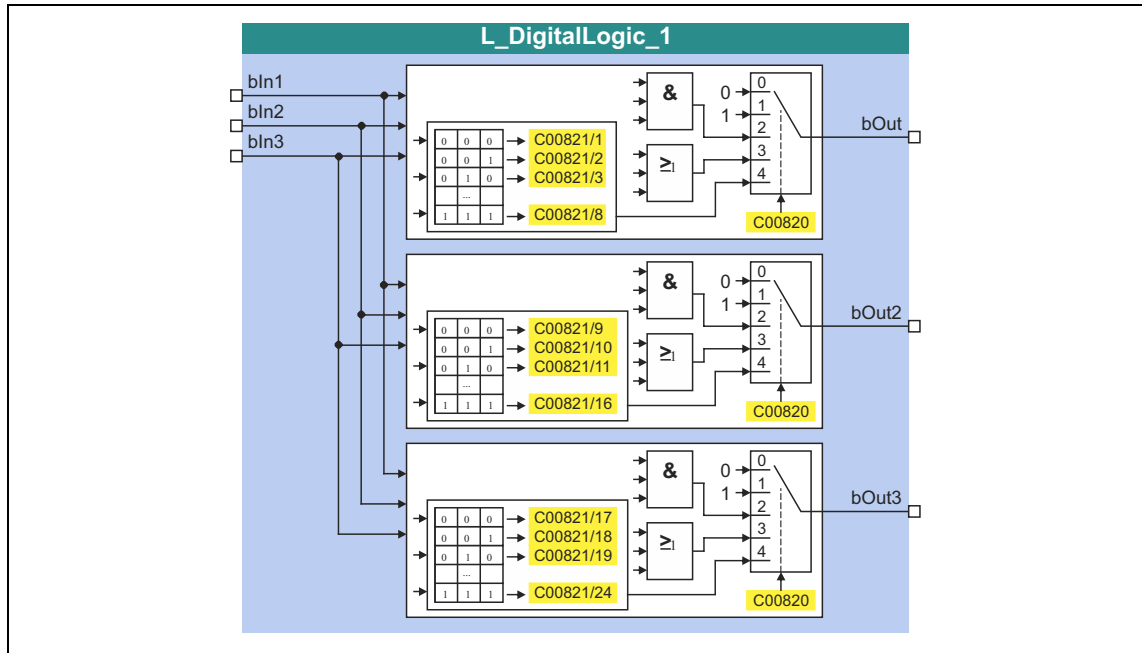 L_DigitalLogic_1
bIn1
bIn2
bIn3
0 0 0 C00821/1
0 0 1 C00821/2
0 1 0 C00821/3
...
1 1 1 C00821/8
&
≥1
0 0
1 1
2
3
4
C00820
bOut
0 0 0 C00821/9
0 0 1 C00821/10
0 1 0 C00821/11
...
1 1 1 C00821/16
&
≥1
0 0
1 1
2
3
4
C00820
bOut2
0 0 0 C00821/17
0 0 1 C00821/18
0 1 0 C00821/19
...
1 1 1 C00821/24
&
≥1
0 0
1 1
2
3
4
C00820
bOut3